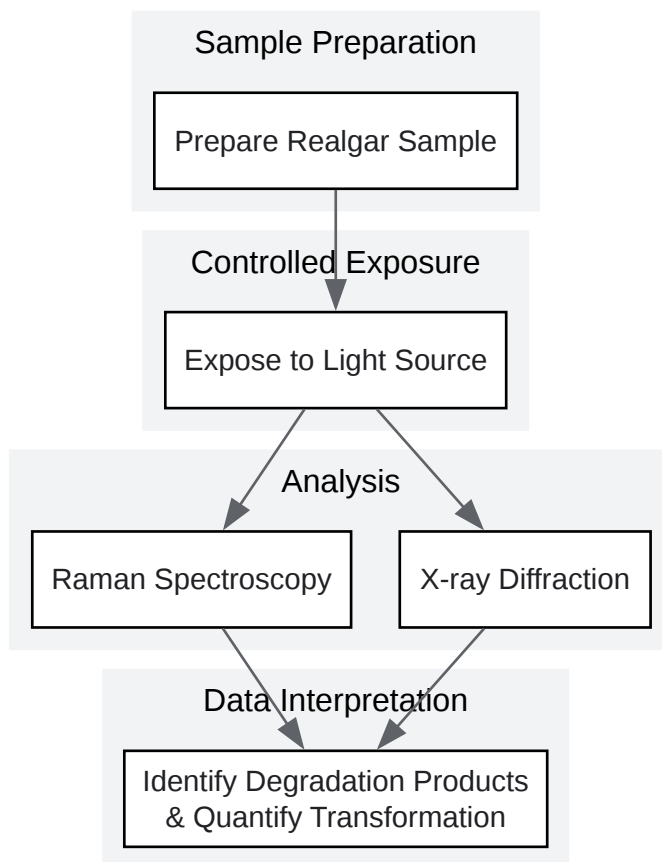 Sample Preparation
Prepare Realgar Sample
Controlled Exposure
Expose to Light Source
Analysis
Raman Spectroscopy
X-ray Diffraction
Data Interpretation
Identify Degradation Products
& Quantify Transformation